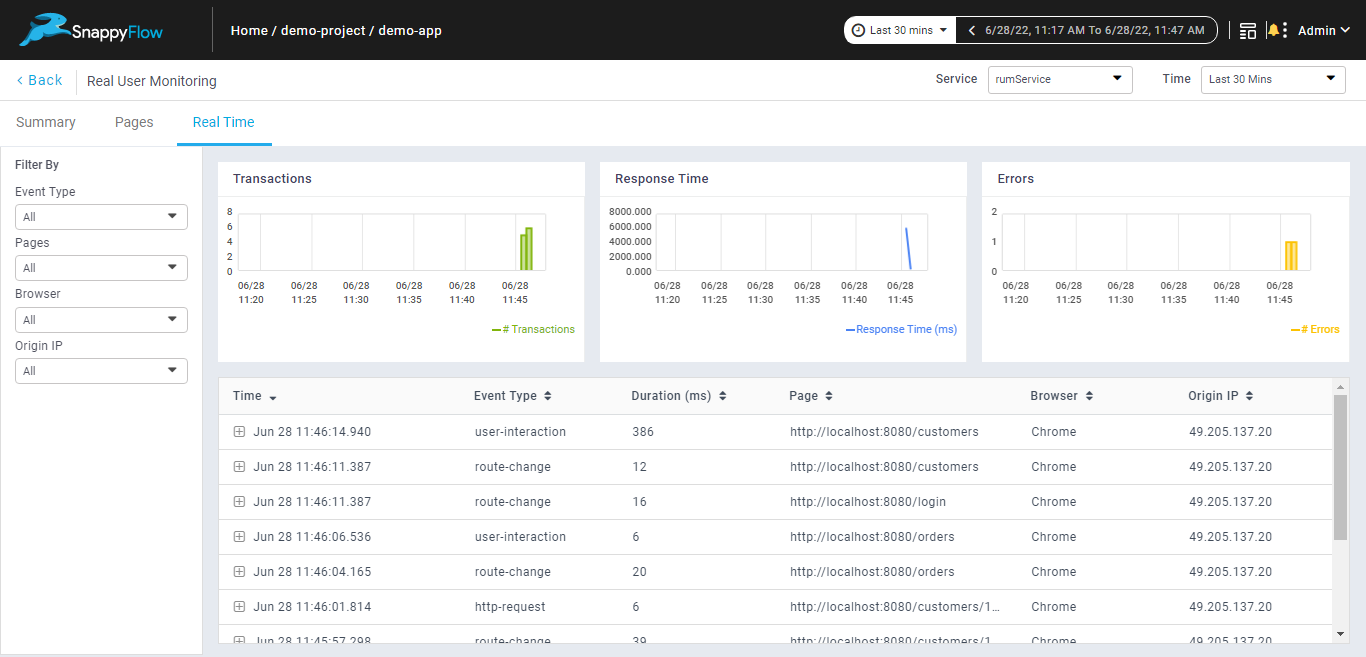 SnappyFlow
Home / demo-project / demo-app
Last 30 mins
6/28/22, 11:17 AM To 6/28/22, 11:47 AM
Admin
Back
Real User Monitoring
Service
rumService
Time
Last 30 Mins
Summary
Pages
Real Time
Filter By
Event Type
All
Pages
All
Browser
All
Origin IP
All
Transactions
8
6
4
2
0
06/28 06/28 06/28 06/28 06/28 06/28
11:20 11:25 11:30 11:35 11:40 11:45
# Transactions
Response Time
8000.000
6000.000
4000.000
2000.000
0.000
06/28 06/28 06/28 06/28 06/28 06/28
11:20 11:25 11:30 11:35 11:40 11:45
Response Time (ms)
Errors
2
1
0
06/28 06/28 06/28 06/28 06/28 06/28
11:20 11:25 11:30 11:35 11:40 11:45
# Errors
Time Event Type Duration (ms) Page Browser Origin IP
Jun 28 11:46:14.940 user-interaction 386 http://localhost:8080/customers Chrome 49.205.137.20
Jun 28 11:46:11.387 route-change 12 http://localhost:8080/customers Chrome 49.205.137.20
Jun 28 11:46:11.387 route-change 16 http://localhost:8080/login Chrome 49.205.137.20
Jun 28 11:46:06.536 user-interaction 6 http://localhost:8080/orders Chrome 49.205.137.20
Jun 28 11:46:04.165 route-change 20 http://localhost:8080/orders Chrome 49.205.137.20
Jun 28 11:46:01.814 http-request 6 http://localhost:8080/customers/1... Chrome 49.205.137.20
Jun 28 11:45:57.298 route-change 39 http://localhost:8080/customers/1... Chrome 49.205.137.20